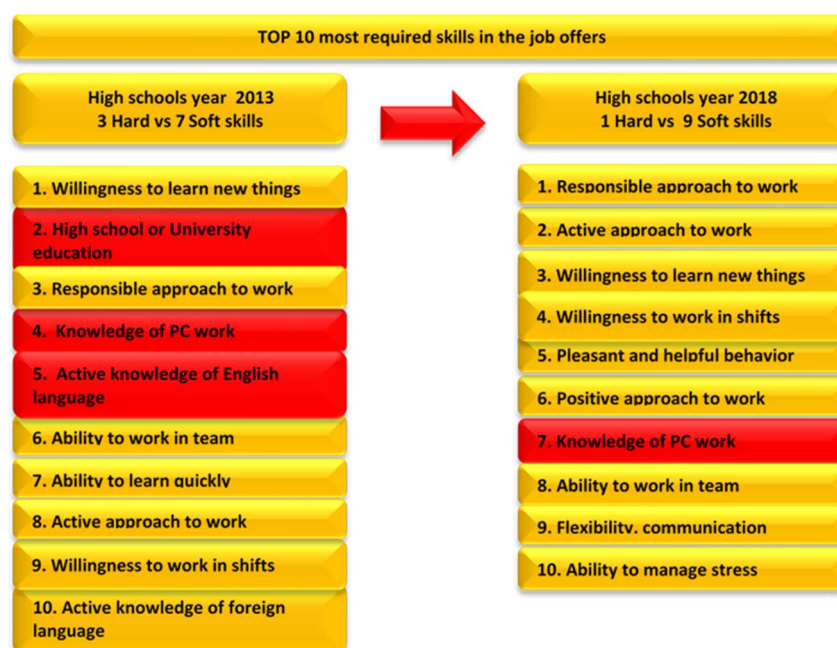 TOP 10 most required skills in the job offers
High schools year 2013
3 Hard vs 7 Soft skills
1. Willingness to learn new things
2. High school or University
education
3. Responsible approach to work
4. Knowledge of PC work
5. Active knowledge of English
language
6. Ability to work in team
7. Ability to learn quickly
8. Active approach to work
9. Willingness to work in shifts
10. Active knowledge of foreign
language
High schools year 2018
1 Hard vs 9 Soft skills
1. Responsible approach to work
2. Active approach to work
3. Willingness to learn new things
4. Willingness to work in shifts
5. Pleasant and helpful behavior
6. Positive approach to work
7. Knowledge of PC work
8. Ability to work in team
9. Flexibility, communication
10. Ability to manage stress